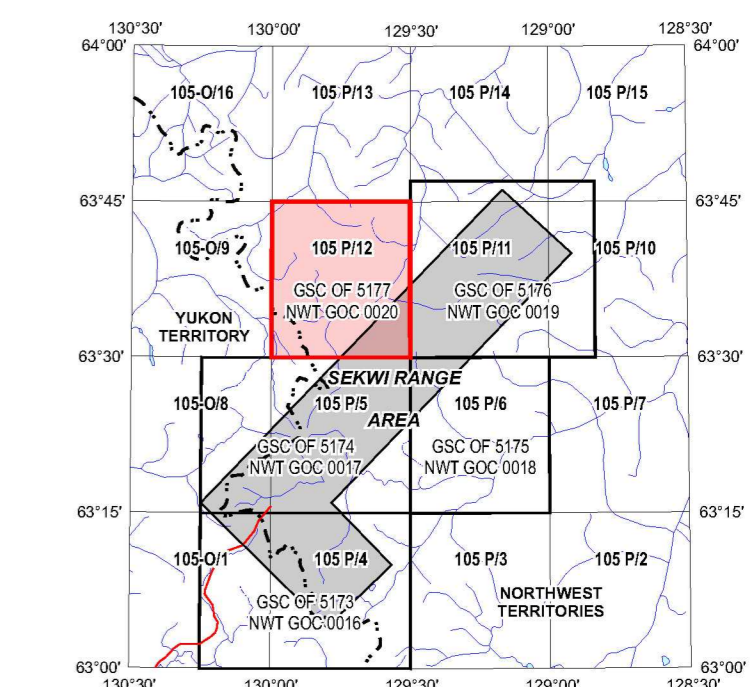 130°30' 130°00' 129°30' 129°00' 128°30'
64°00' 64°00'
105-O/16 105 P/13 105 P/14 105 P/15
63°45' 63°45'
105-O/9 105 P/12 105 P/11 105 P/10
GSC OF 5177 GSC OF 5176
NWT GOC 0020 NWT GOC 0019
YUKON
TERRITORY
63°30' 63°30'
SEKWI RANGE
105-O/8 105 P/5 105 P/6 105 P/7
AREA
GSC OF 5174 GSC OF 5175
NWT GOC 0017 NWT GOC 0018
63°15' 63°15'
105-O/1 105 P/4 105 P/3 105 P/2
NORTHWEST
TERRITORIES
GSC OF 5173
NWT GOC 0016
63°00' 63°00'
130°30' 130°00' 129°30' 129°00' 128°30'